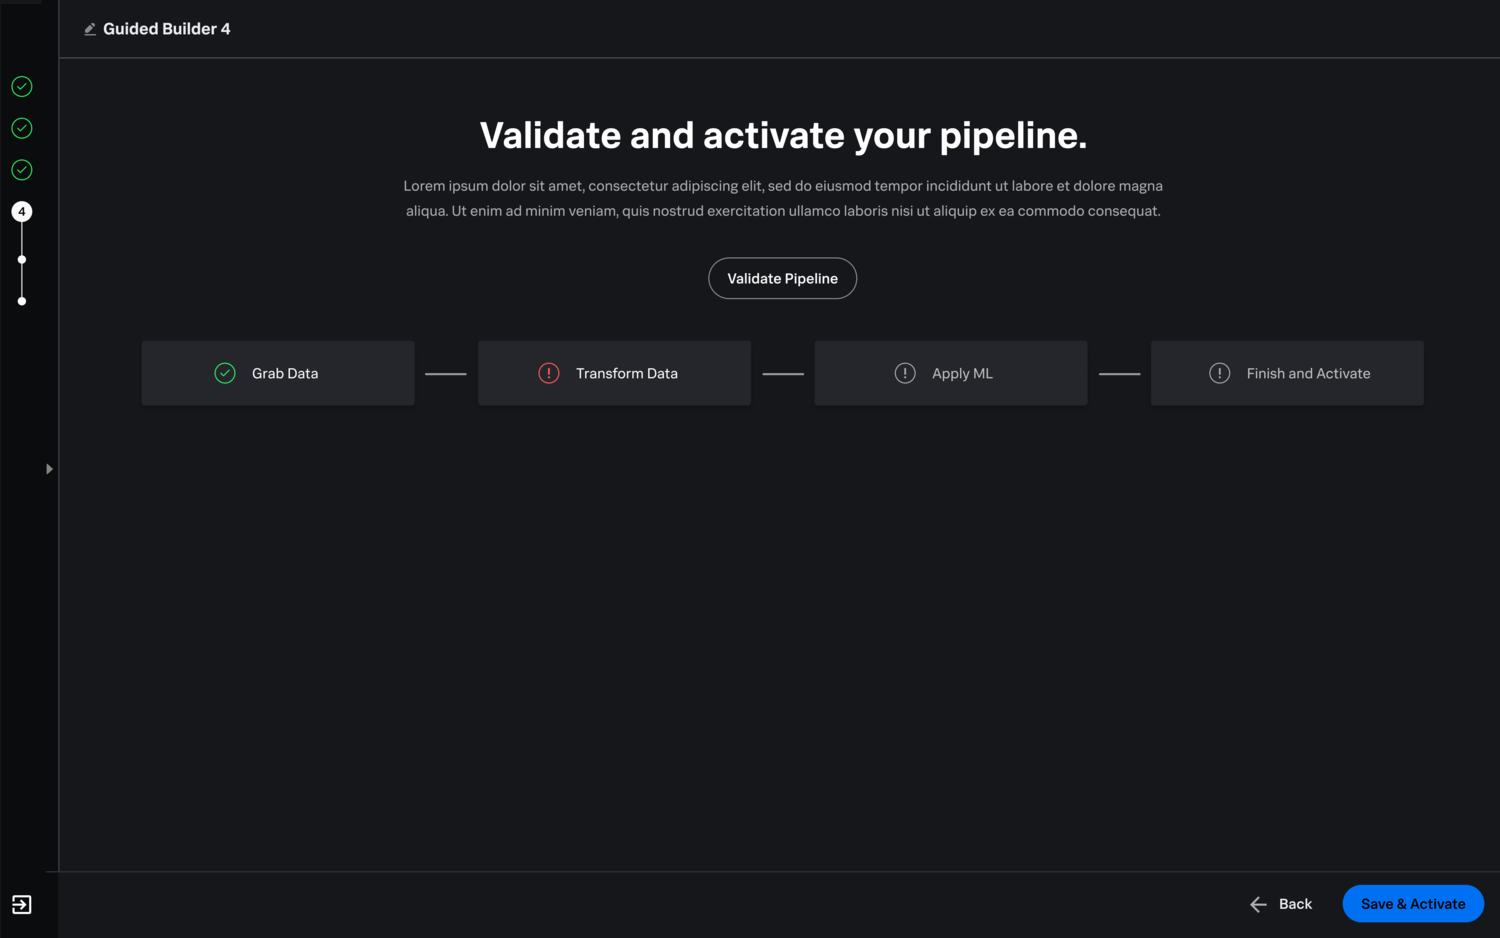 Guided Builder 4
4
Validate and activate your pipeline.
Lorem ipsum dolor sit amet, consectetur adipiscing elit, sed do eiusmod tempor incididunt ut labore et dolore magna
aliqua. Ut enim ad minim veniam, quis nostrud exercitation ullamco laboris nisi ut aliquip ex ea commodo consequat.
Validate Pipeline
Grab Data
Transform Data
Apply ML
Finish and Activate
Back
Save & Activate